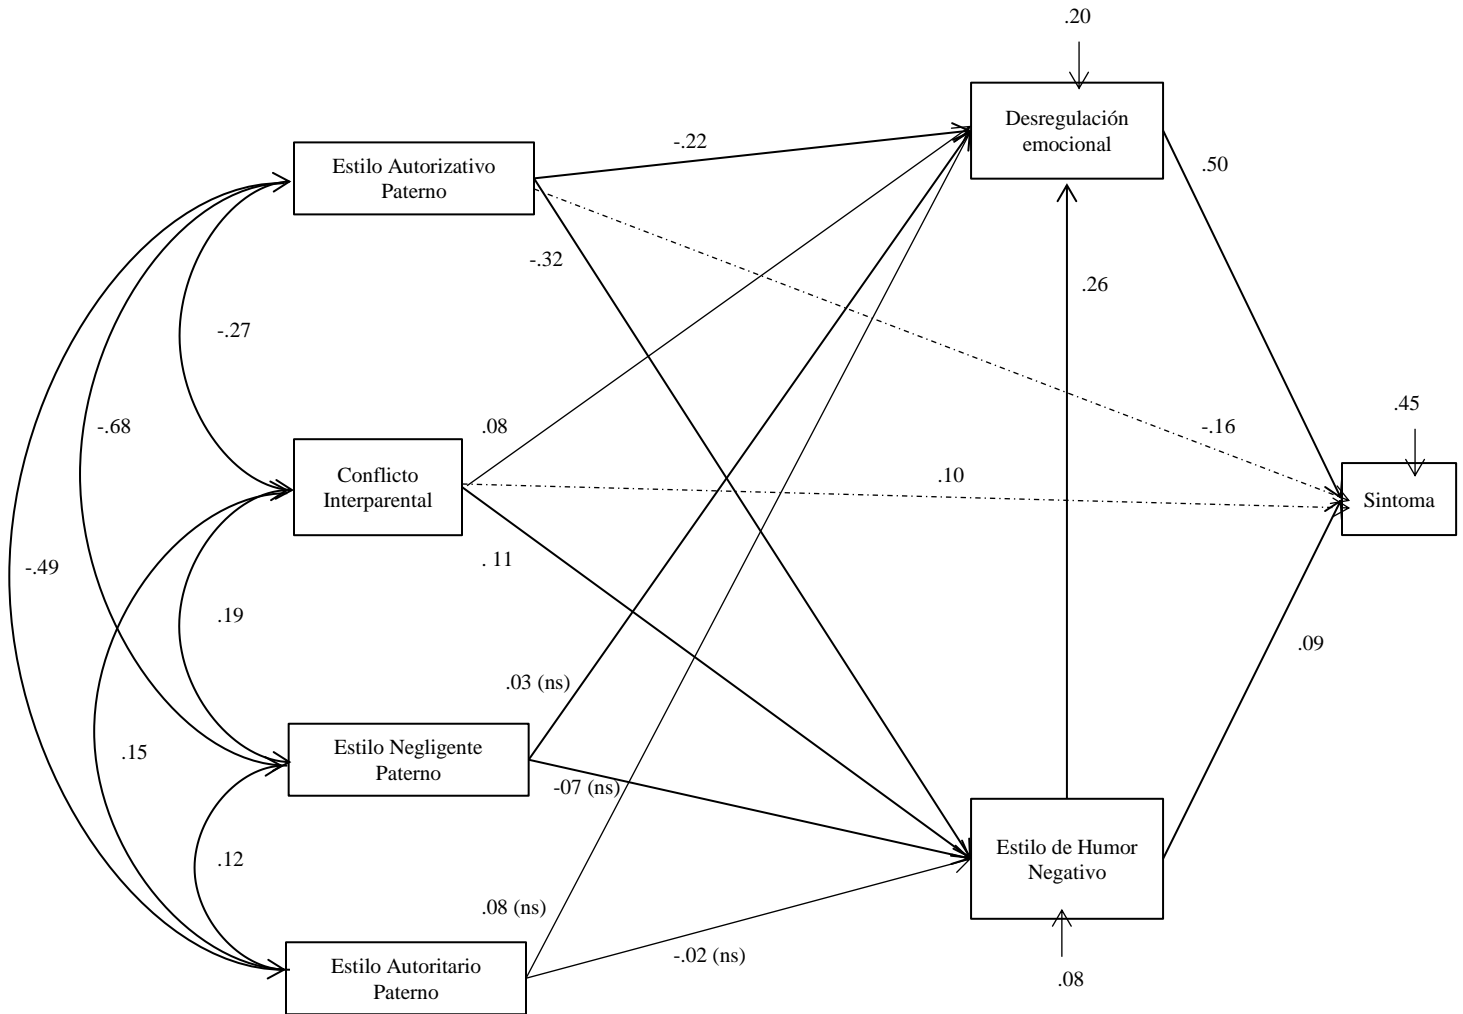 .20
Desregulación
emocional
-.22
Estilo Autorizativo
Paterno
.50
-.32
.26
-.27
.45
-.68
.08
-.16
Conflicto
Interparental
.10
Sintoma
-.49
. 11
.19
.09
.03 (ns)
Estilo Negligente
Paterno
.15
-07 (ns)
Estilo de Humor
Negativo
.12
.08 (ns)
-.02 (ns)
Estilo Autoritario
Paterno
.08